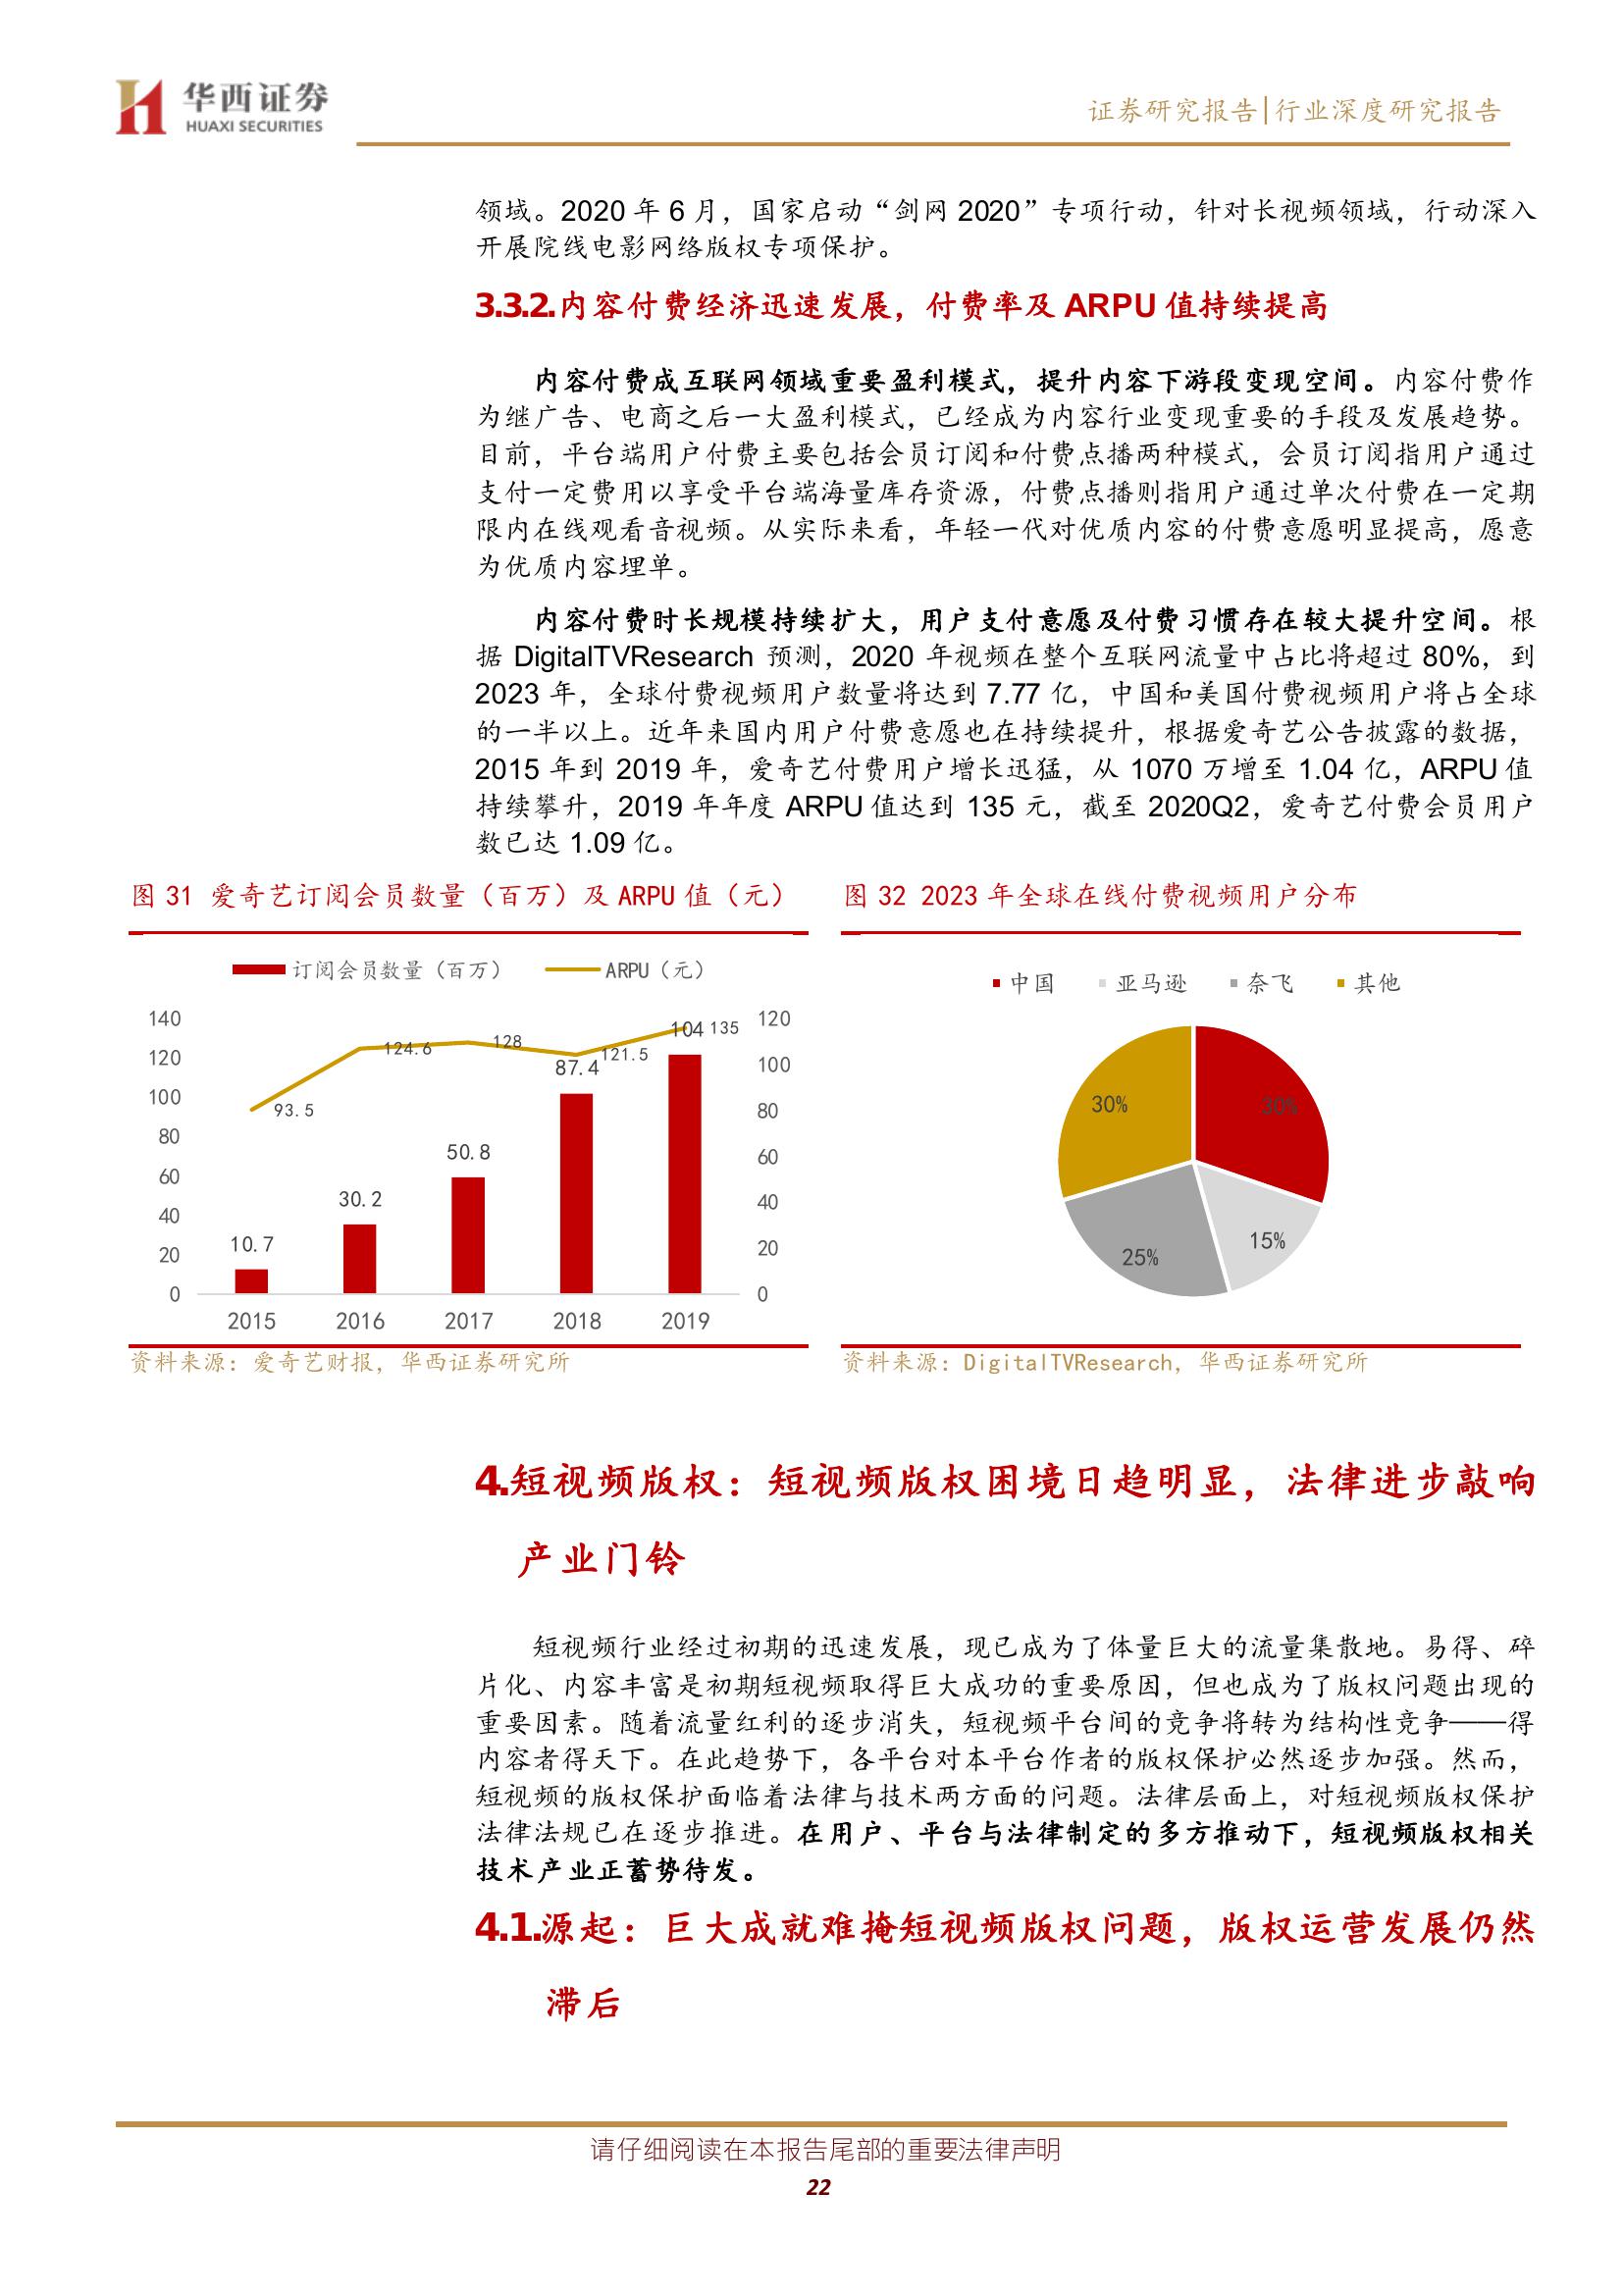 华西证券
HUAXI SECURITIES
证券研究报告|行业深度研究报告
领域。2020 年 6 月，国家启动“剑网 2020”专项行动，针对长视频领域，行动深入
开展院线电影网络版权专项保护。
3.3.2.内容付费经济迅速发展，付费率及 ARPU 值持续提高
内容付费成互联网领域重要盈利模式，提升内容下游段变现空间。内容付费作
为继广告、电商之后一大盈利模式，已经成为内容行业变现重要的手段及发展趋势。
目前，平台端用户付费主要包括会员订阅和付费点播两种模式，会员订阅指用户通过
支付一定费用以享受平台端海量库存资源，付费点播则指用户通过单次付费在一定期
限内在线观看音视频。从实际来看，年轻一代对优质内容的付费意愿明显提高，愿意
为优质内容埋单。
内容付费时长规模持续扩大，用户支付意愿及付费习惯存在较大提升空间。根
据 DigitalTVResearch 预测，2020 年视频在整个互联网流量中占比将超过 80%，到
2023 年，全球付费视频用户数量将达到 7.77 亿，中国和美国付费视频用户将占全球
的一半以上。近年来国内用户付费意愿也在持续提升，根据爱奇艺公告披露的数据，
2015 年到 2019 年，爱奇艺付费用户增长迅猛，从 1070 万增至 1.04 亿，ARPU 值
持续攀升，2019 年年度 ARPU 值达到 135 元，截至 2020Q2，爱奇艺付费会员用户
数已达 1.09 亿。
图 31 爱奇艺订阅会员数量（百万）及 ARPU 值（元）
订阅会员数量（百万） ARPU（元）
140
120
100
80
60
40
20
0
120
100
80
60
40
20
0
93.5
124.6
128
121.5
135
10.7
30.2
50.8
87.4
104
2015 2016 2017 2018 2019
资料来源：爱奇艺财报，华西证券研究所
图 32 2023 年全球在线付费视频用户分布
中国 亚马逊 奈飞 其他
30%
30%
15%
25%
资料来源：DigitalTVResearch，华西证券研究所
4.短视频版权：短视频版权困境日趋明显，法律进步敲响
产业门铃
短视频行业经过初期的迅速发展，现已成为了体量巨大的流量集散地。易得、碎
片化、内容丰富是初期短视频取得巨大成功的重要原因，但也成为了版权问题出现的
重要因素。随着流量红利的逐步消失，短视频平台间的竞争将转为结构性竞争——得
内容者得天下。在此趋势下，各平台对本平台作者的版权保护必然逐步加强。然而，
短视频的版权保护面临着法律与技术两方面的问题。法律层面上，对短视频版权保护
法律法规已在逐步推进。在用户、平台与法律制定的多方推动下，短视频版权相关
技术产业正蓄势待发。
4.1.源起：巨大成就难掩短视频版权问题，版权运营发展仍然
滞后
请仔细阅读在本报告尾部的重要法律声明
22